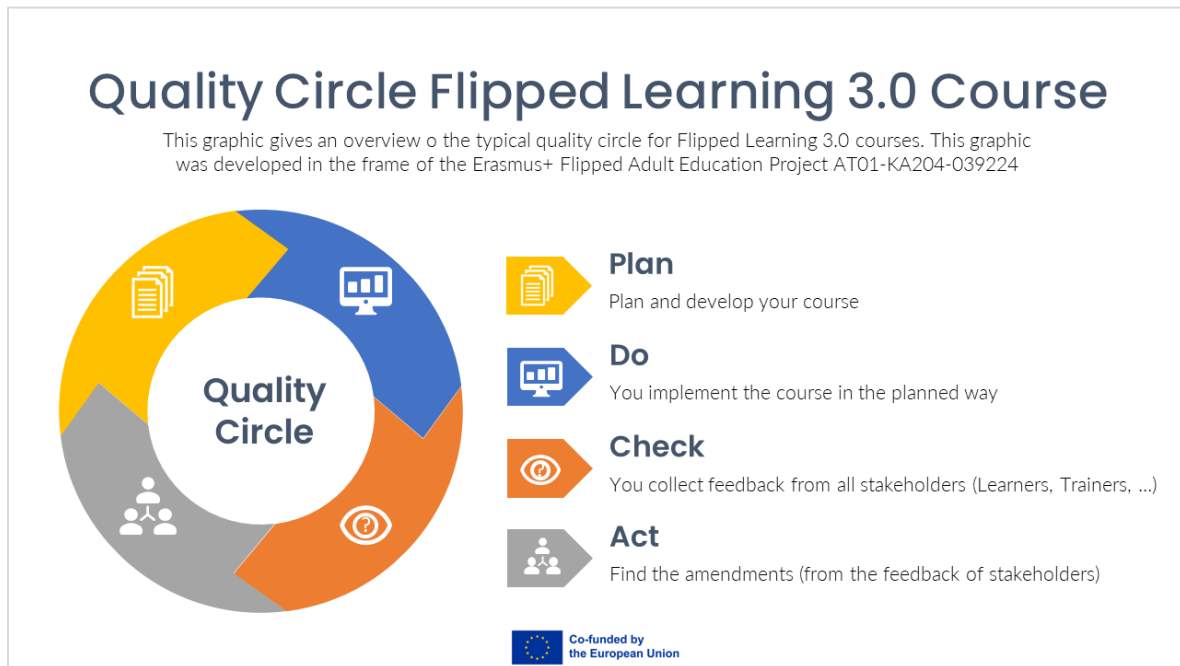 Quality Circle Flipped Learning 3.0 Course
This graphic gives an overview o the typical quality circle for Flipped Learning 3.0 courses. This graphic
was developed in the frame of the Erasmus+ Flipped Adult Education Project AT01-KA204-039224
Quality
Circle
?
Plan
Plan and develop your course
Do
You implement the course in the planned way
?
Check
You collect feedback from all stakeholders (Learners, Trainers, ...)
Act
Find the amendments (from the feedback of stakeholders)
Co-funded by
the European Union